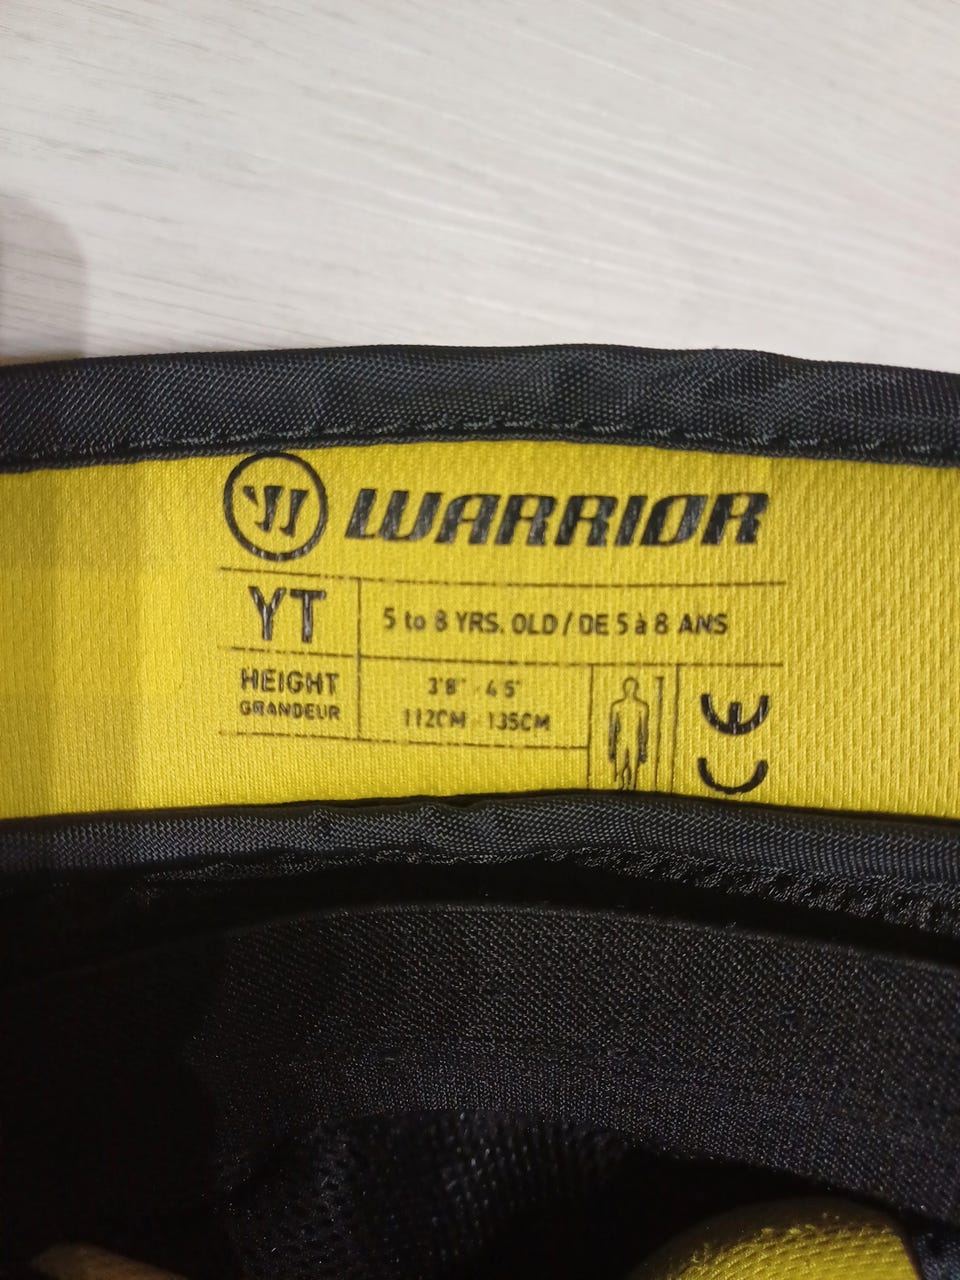 WARRIOR
YT
5 to 8 YRS. OLD / DE 5 à 8 ANS
HEIGHT
GRANDEUR
3'8" - 4'5"
112CM - 135CM
CE